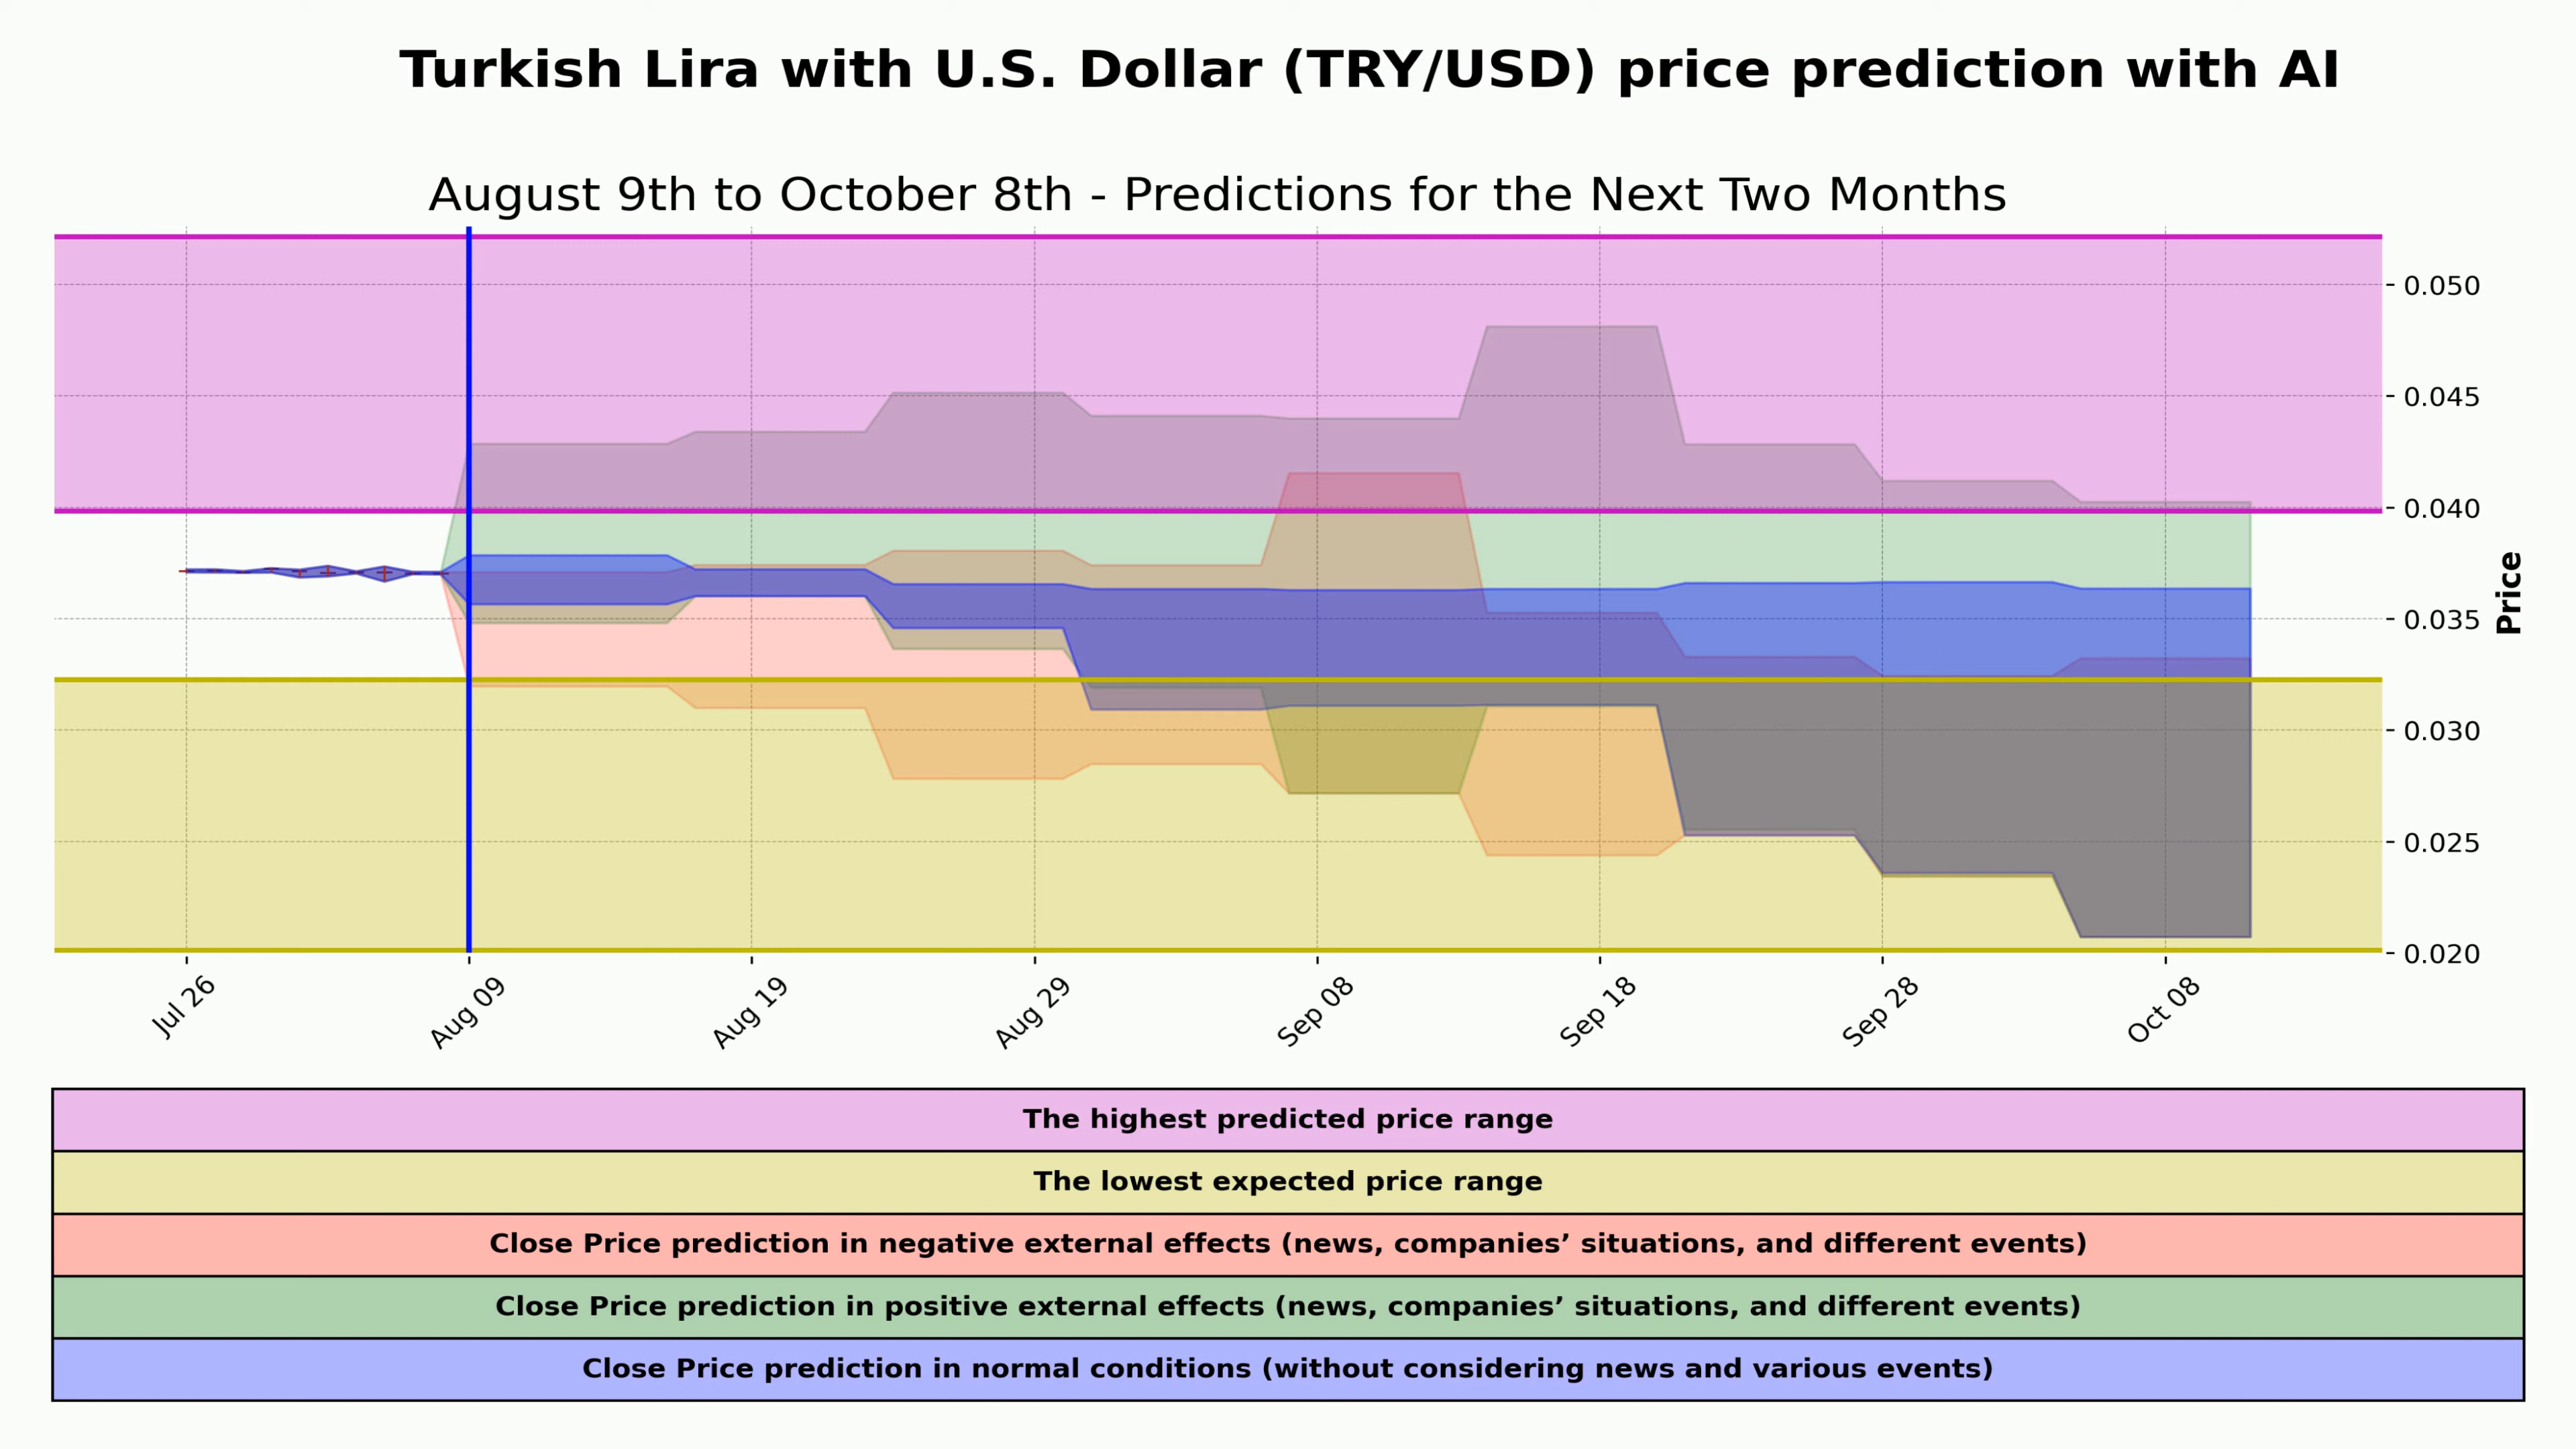 Turkish Lira with U.S. Dollar (TRY/USD) price prediction with AI
August 9th to October 8th - Predictions for the Next Two Months
0.050
0.045
0.040
0.035
0.030
0.025
0.020
Price
Jul 26
Aug 09
Aug 19
Aug 29
Sep 08
Sep 18
Sep 28
Oct 08
The highest predicted price range
The lowest expected price range
Close Price prediction in negative external effects (news, companies’ situations, and different events)
Close Price prediction in positive external effects (news, companies’ situations, and different events)
Close Price prediction in normal conditions (without considering news and various events)